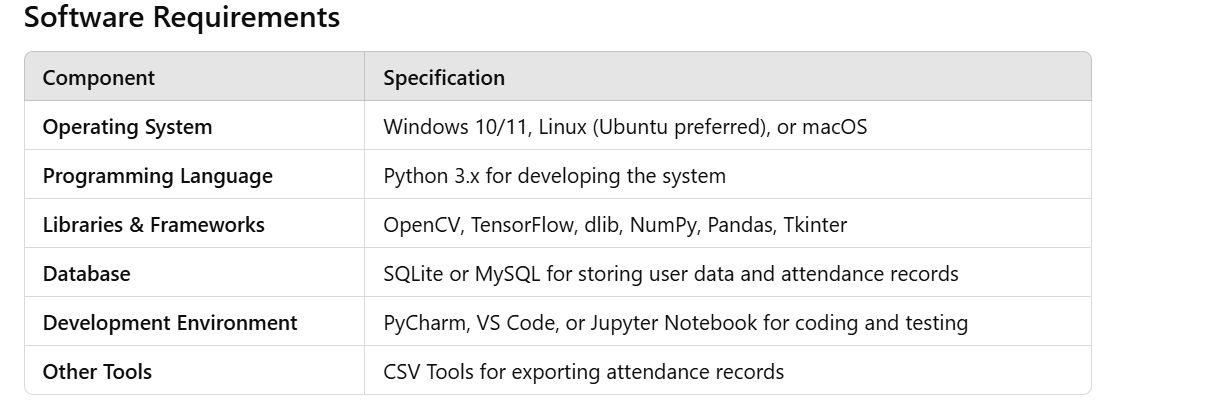 Software Requirements
Component Specification
Operating System Windows 10/11, Linux (Ubuntu preferred), or macOS
Programming Language Python 3.x for developing the system
Libraries & Frameworks OpenCV, TensorFlow, dlib, NumPy, Pandas, Tkinter
Database SQLite or MySQL for storing user data and attendance records
Development Environment PyCharm, VS Code, or Jupyter Notebook for coding and testing
Other Tools CSV Tools for exporting attendance records